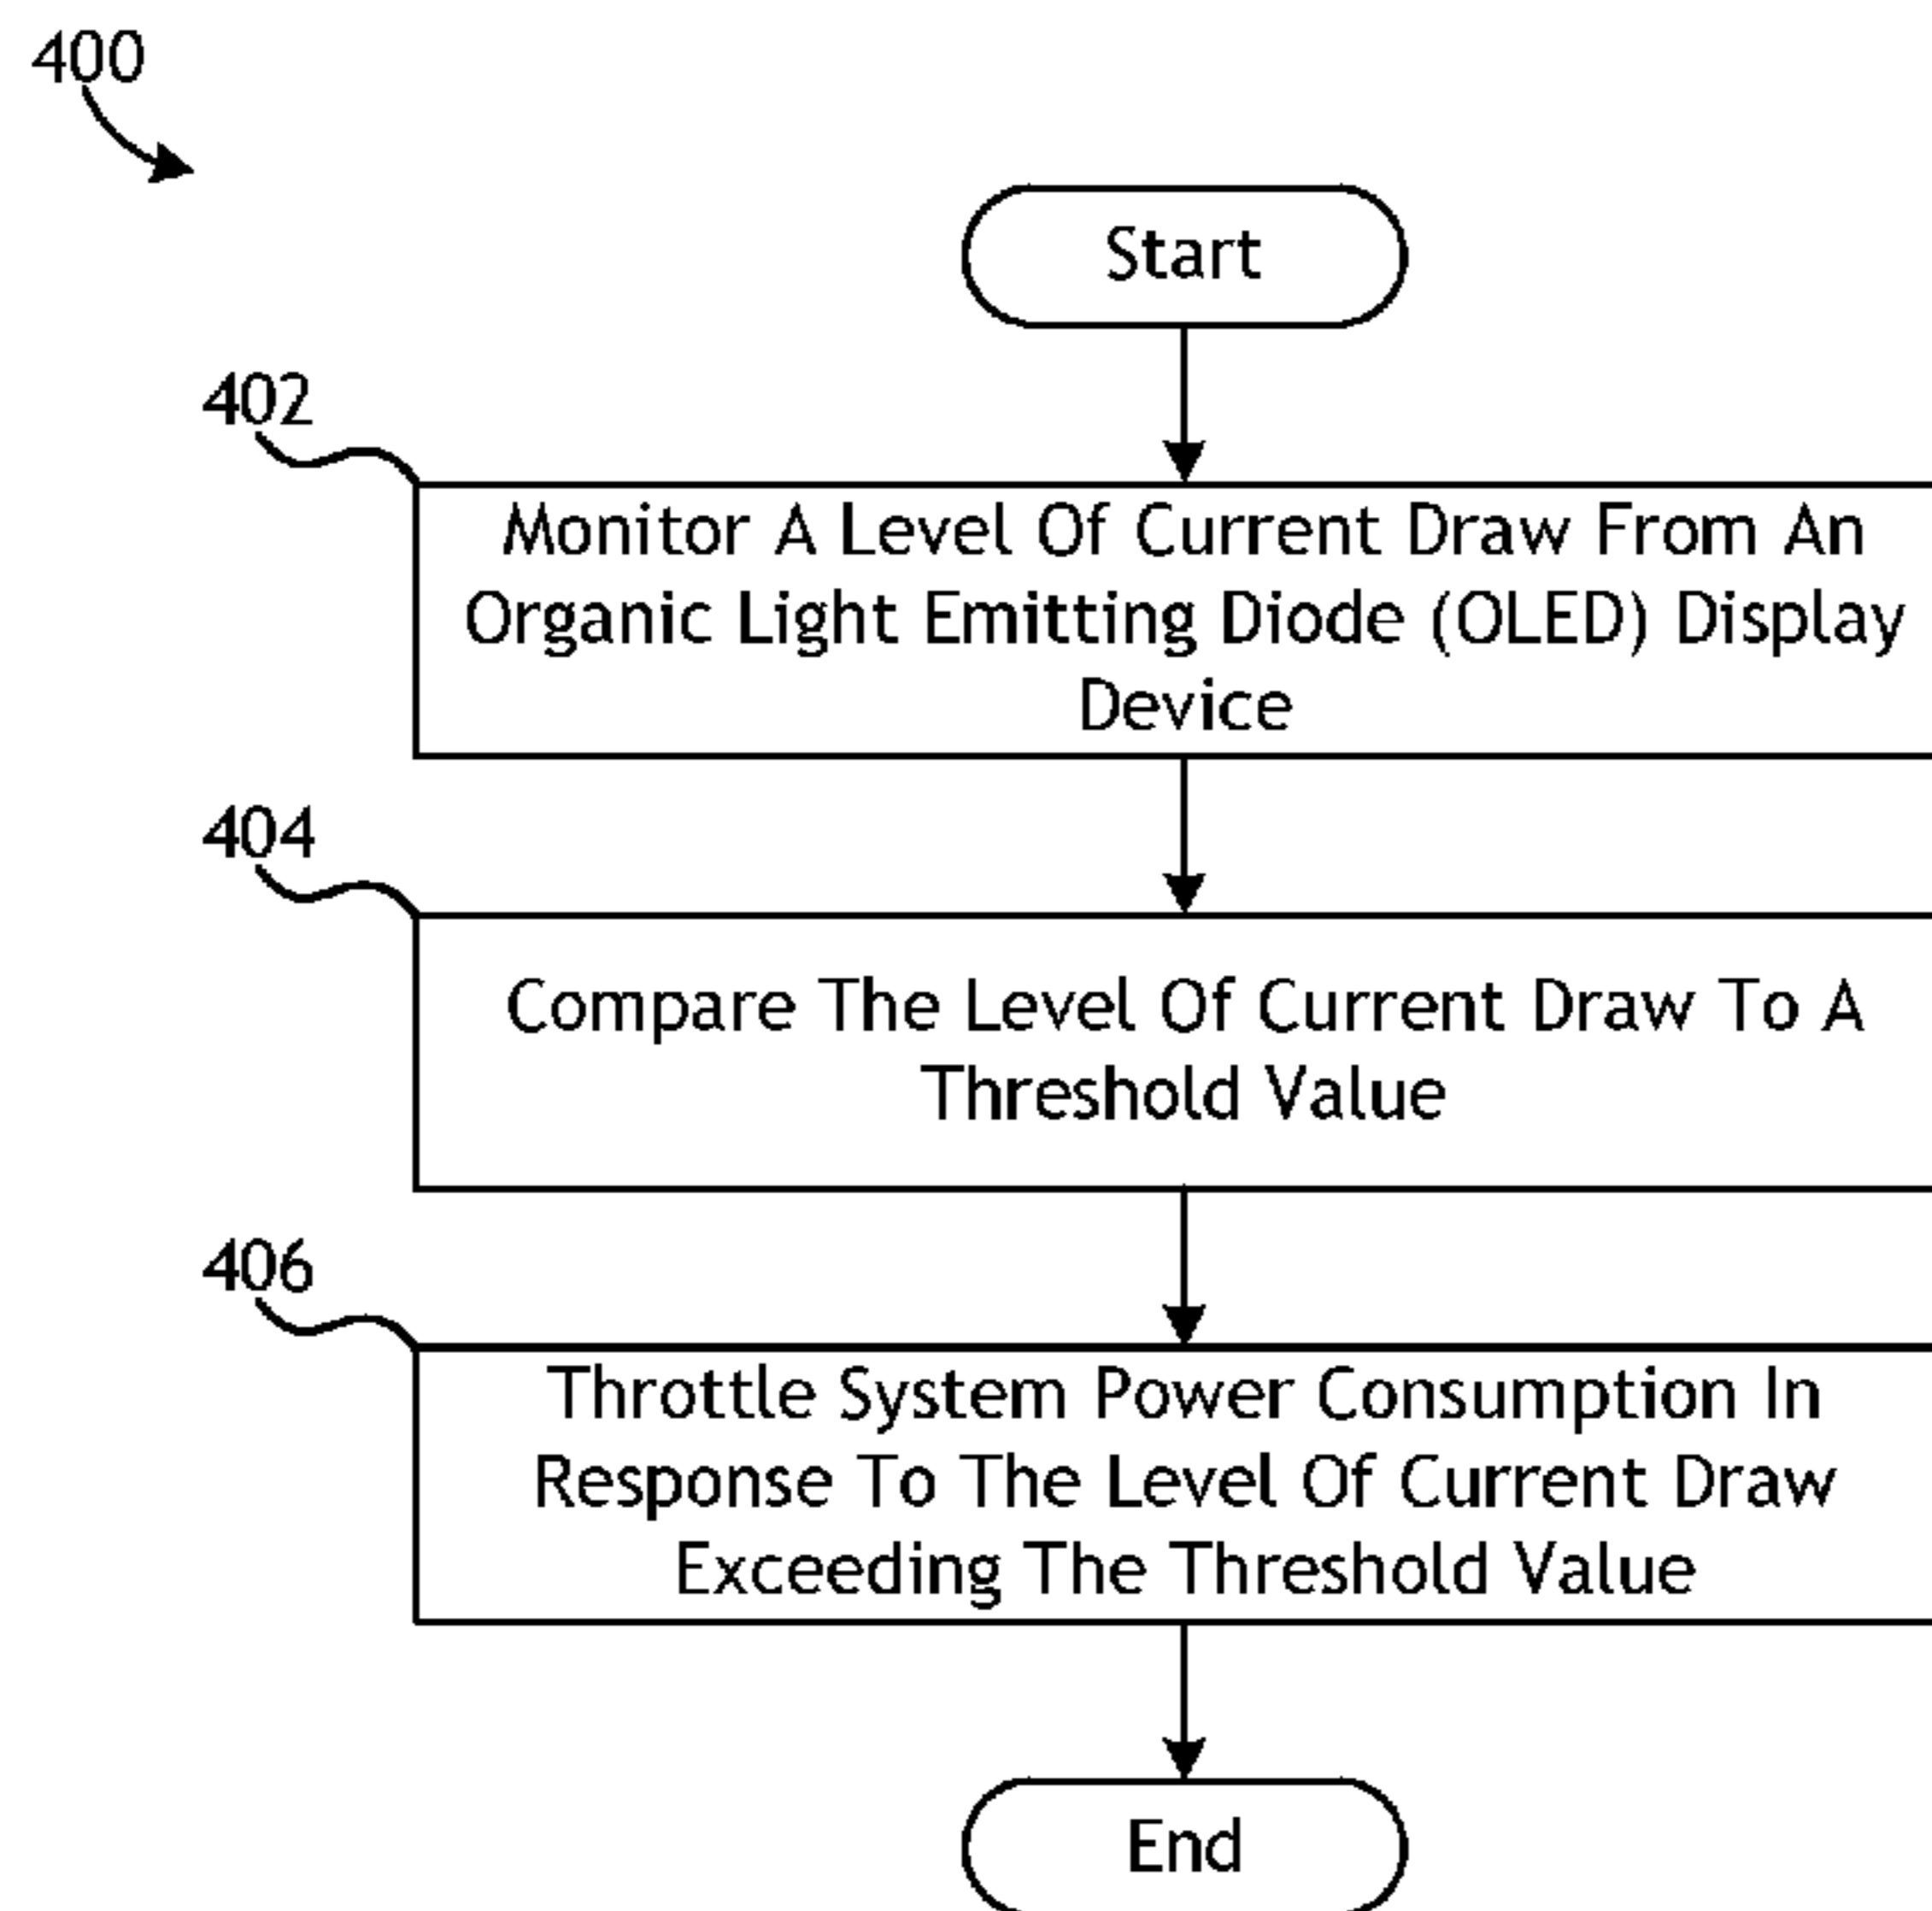 400
Start
402
Monitor A Level Of Current Draw From An
Organic Light Emitting Diode (OLED) Display
Device
404
Compare The Level Of Current Draw To A
Threshold Value
406
Throttle System Power Consumption In
Response To The Level Of Current Draw
Exceeding The Threshold Value
End